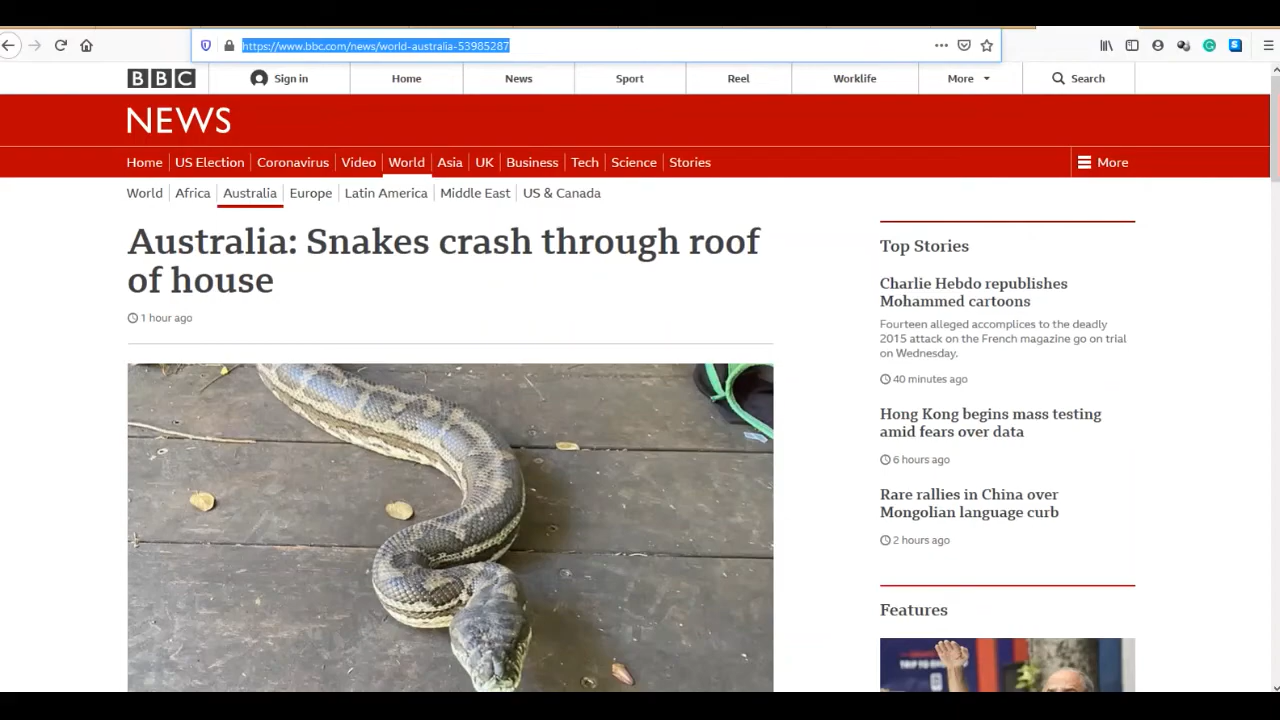 https://www.bbc.com/news/world-australia-53985287
BBC Sign in Home News Sport Reel Worklife More Search
NEWS
Home US Election Coronavirus Video World Asia UK Business Tech Science Stories More
World Africa Australia Europe Latin America Middle East US & Canada
Australia: Snakes crash through roof
of house
1 hour ago
Top Stories
Charlie Hebdo republishes
Mohammed cartoons
Fourteen alleged accomplices to the deadly
2015 attack on the French magazine go on trial
on Wednesday.
40 minutes ago
Hong Kong begins mass testing
amid fears over data
6 hours ago
Rare rallies in China over
Mongolian language curb
2 hours ago
Features